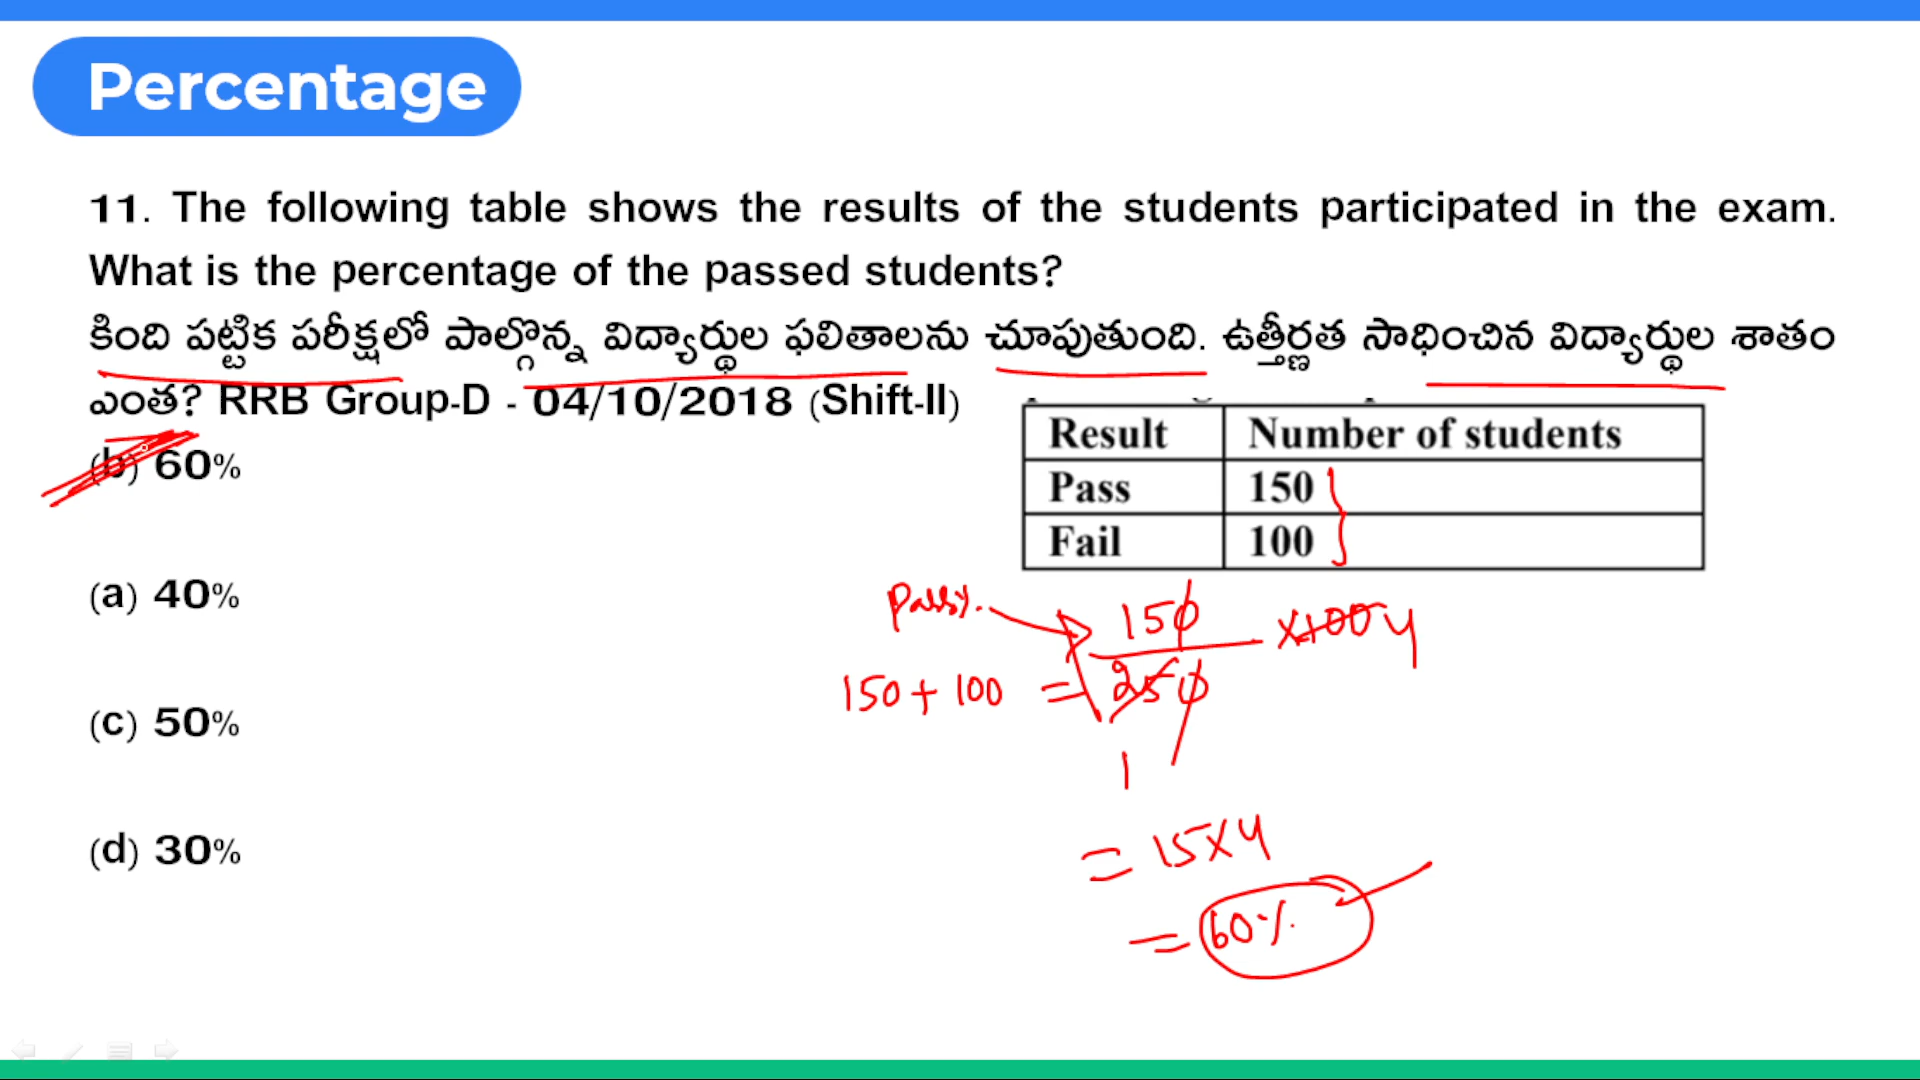 Percentage
11. The following table shows the results of the students participated in the exam.
What is the percentage of the passed students?
కింది పట్టిక పరీక్షలో పాల్గొన్న విద్యార్థుల ఫలితాలను చూపుతుంది. ఉత్తీర్ణత సాధించిన విద్యార్థుల శాతం
ఎంత? RRB Group-D - 04/10/2018 (Shift-II)
(b) 60%
(a) 40%
(c) 50%
(d) 30%
Result Number of students
Pass 150
Fail 100
150 ×100 4
150 + 100 = 250
1
= 15×4
= 60%